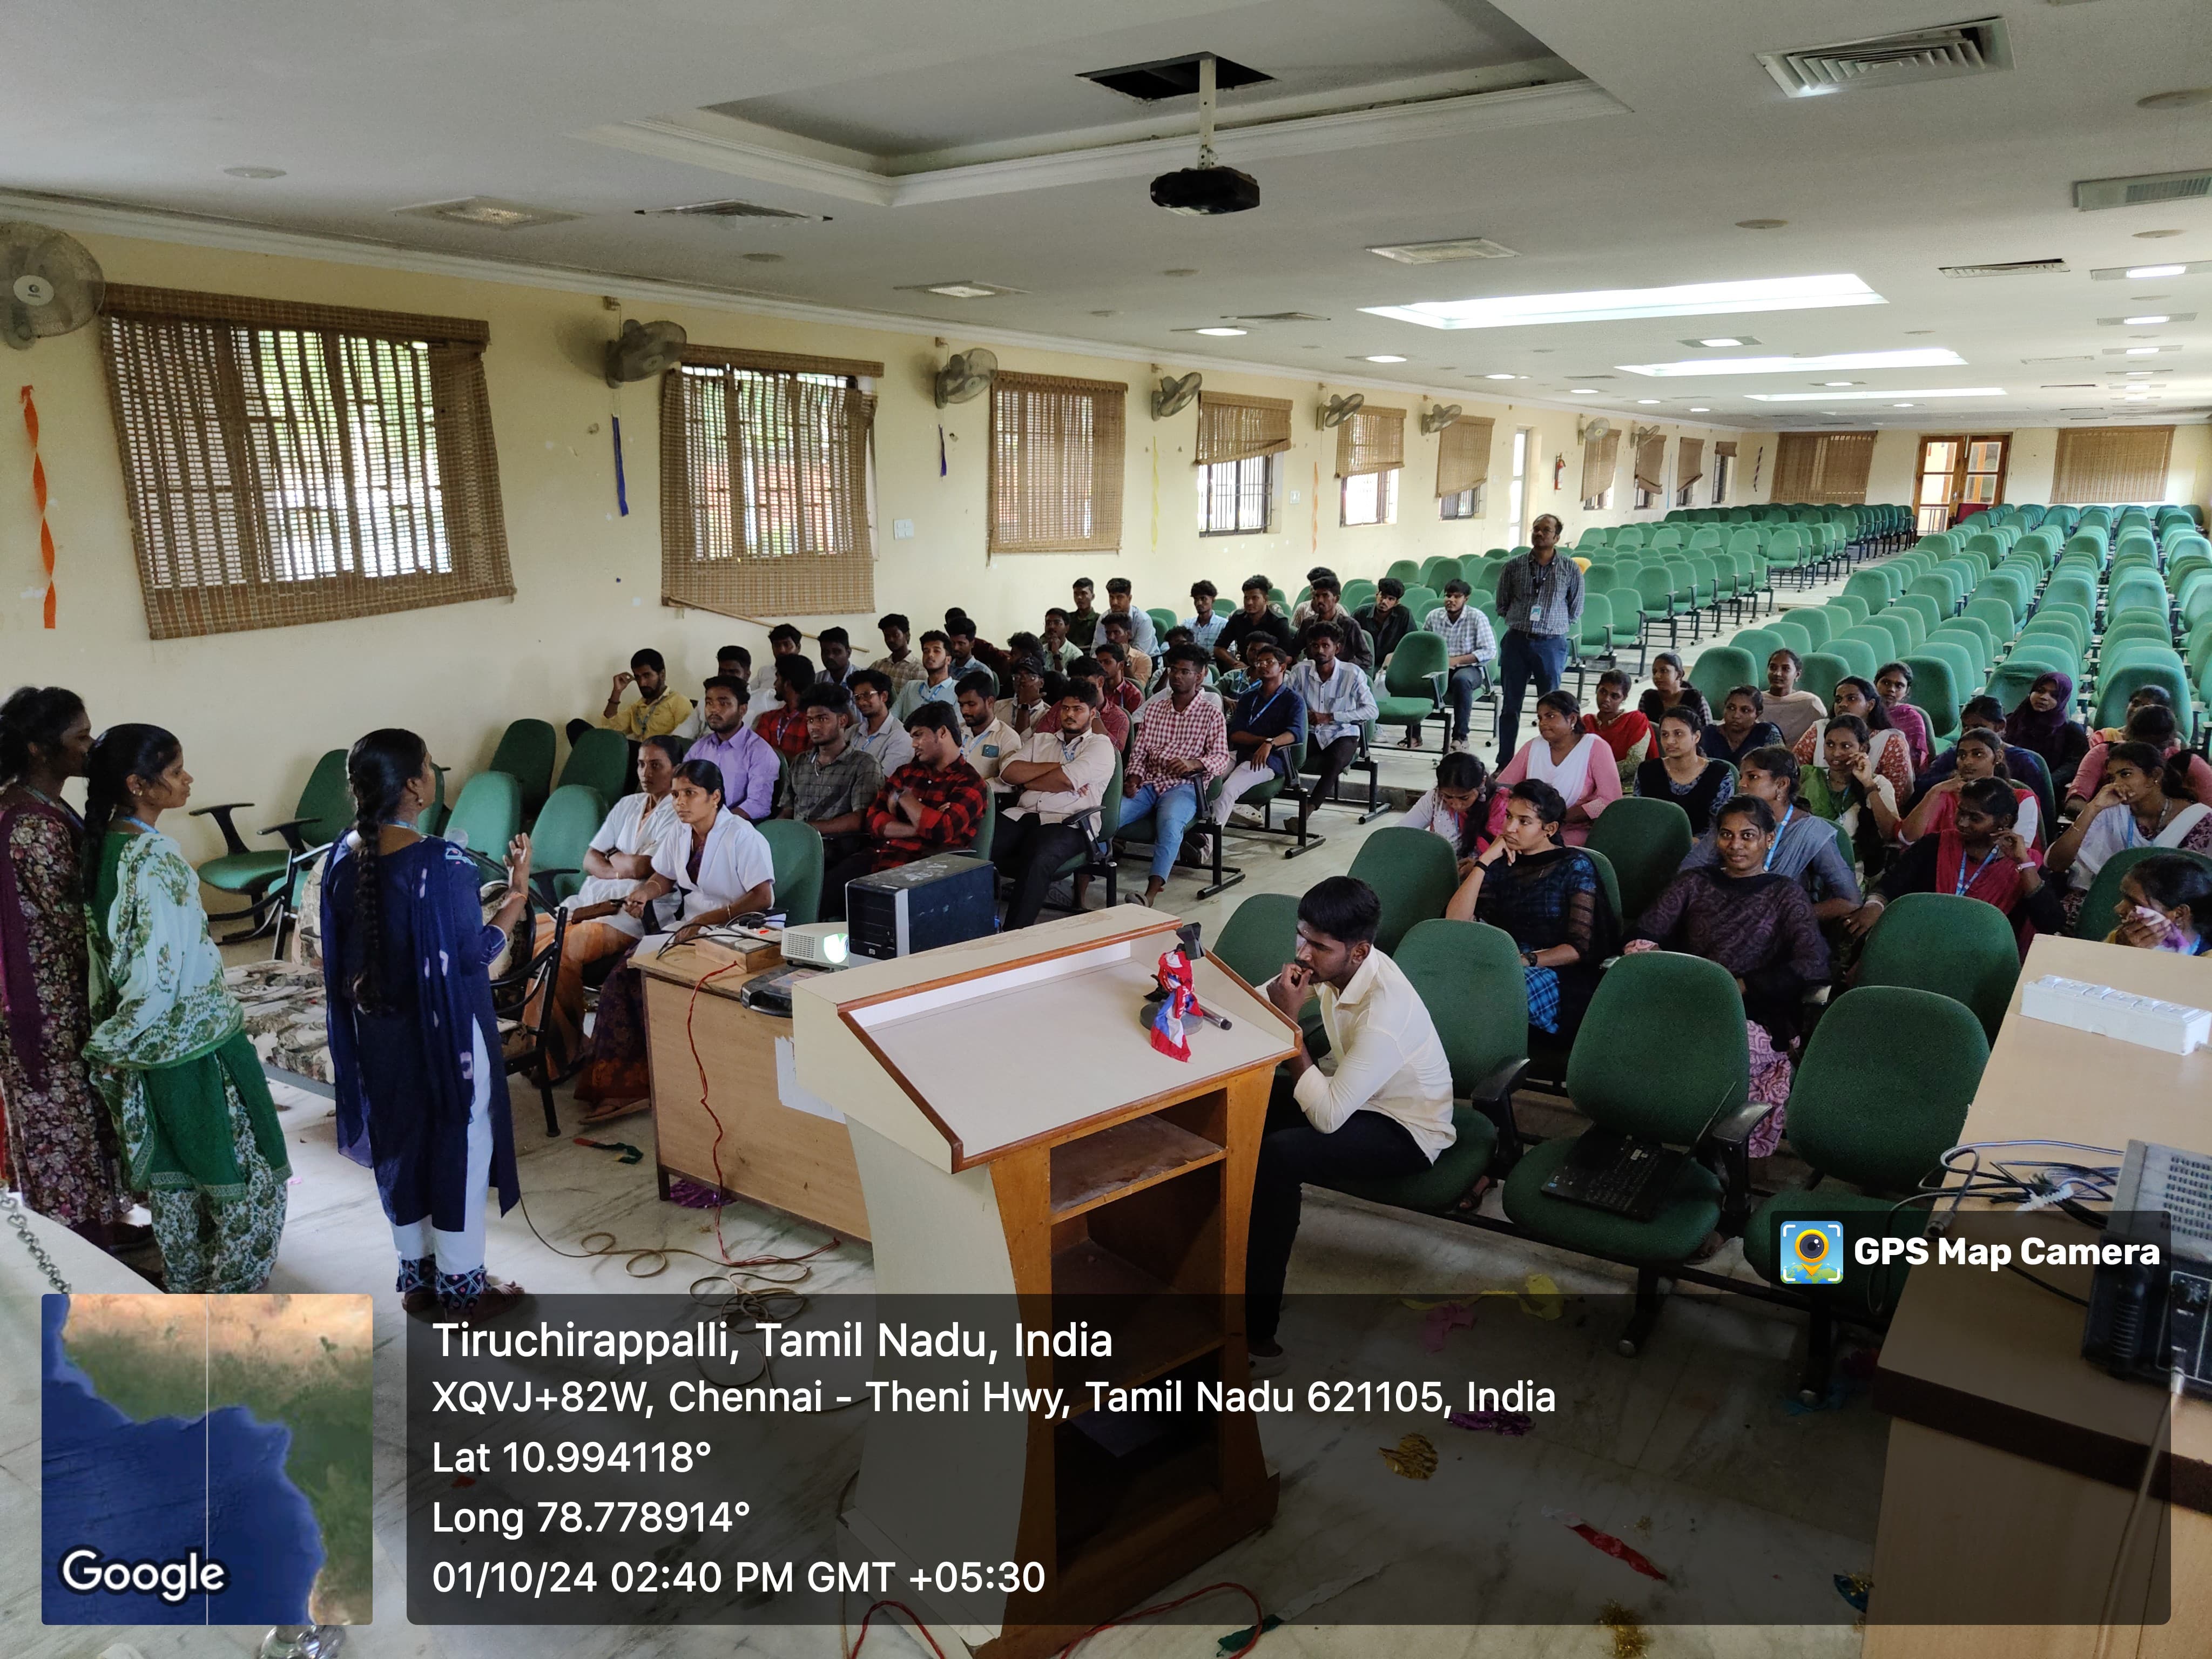 GPS Map Camera
Tiruchirappalli, Tamil Nadu, India
XQVJ+82W, Chennai - Theni Hwy, Tamil Nadu 621105, India
Lat 10.994118°
Long 78.778914°
01/10/24 02:40 PM GMT +05:30
Google